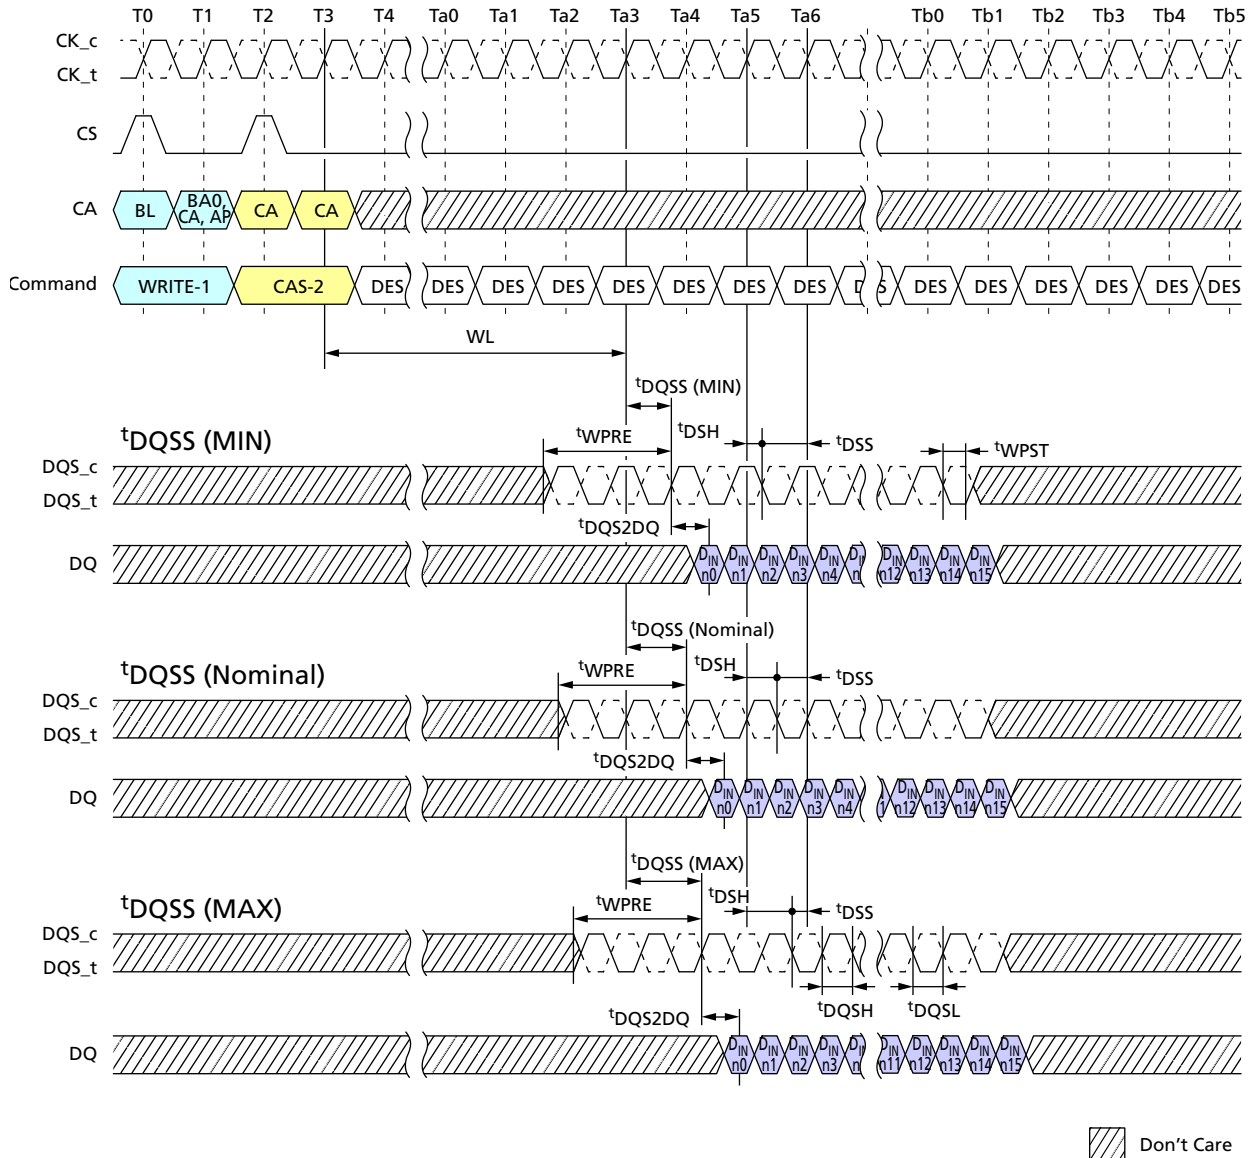 T0 T1 T2 T3 T4 Ta0 Ta1 Ta2 Ta3 Ta4 Ta5 Ta6 Tb0 Tb1 Tb2 Tb3 Tb4 Tb5
CK_c
CK_t
CS
CA BL BA0, CA, AP CA CA
Command WRITE-1 CAS-2 DES DES DES DES DES DES DES DES DES DES DES DES DES DES DES
WL
tDQSS (MIN)
tDQSS (MIN) tWPRE tDSH tDSS tWPST
DQS_c
DQS_t
tDQS2DQ
DQ DIN n0 DIN n1 DIN n2 DIN n3 DIN n4 DIN n DIN n12 DIN n13 DIN n14 DIN n15
tDQSS (Nominal)
tDQSS (Nominal) tWPRE tDSH tDSS
DQS_c
DQS_t
tDQS2DQ
DQ DIN n0 DIN n1 DIN n2 DIN n3 DIN n4 DIN n12 DIN n13 DIN n14 DIN n15
tDQSS (MAX)
tDQSS (MAX) tWPRE tDSH tDSS
DQS_c
DQS_t
tDQSH tDQSL
tDQS2DQ
DQ DIN n0 DIN n1 DIN n2 DIN n3 DIN n DIN n11 DIN n12 DIN n13 DIN n14 DIN n15
Don't Care